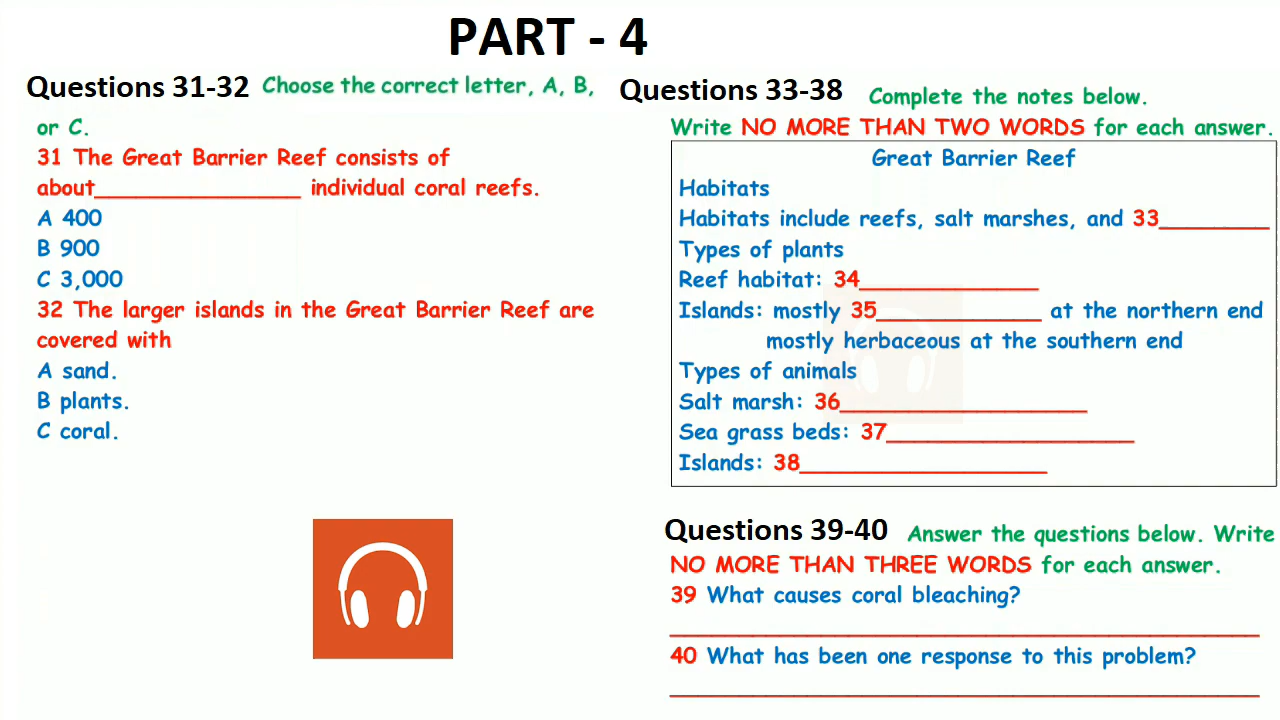 PART - 4
Questions 31-32 Choose the correct letter, A, B,
or C.
31 The Great Barrier Reef consists of
about_______________ individual coral reefs.
A 400
B 900
C 3,000
32 The larger islands in the Great Barrier Reef are
covered with
A sand.
B plants.
C coral.
Questions 33-38 Complete the notes below.
Write NO MORE THAN TWO WORDS for each answer.
Great Barrier Reef
Habitats
Habitats include reefs, salt marshes, and 33________
Types of plants
Reef habitat: 34_____________
Islands: mostly 35____________ at the northern end
mostly herbaceous at the southern end
Types of animals
Salt marsh: 36__________________
Sea grass beds: 37__________________
Islands: 38__________________
Questions 39-40 Answer the questions below. Write
NO MORE THAN THREE WORDS for each answer.
39 What causes coral bleaching?
___________________________________________
40 What has been one response to this problem?
___________________________________________